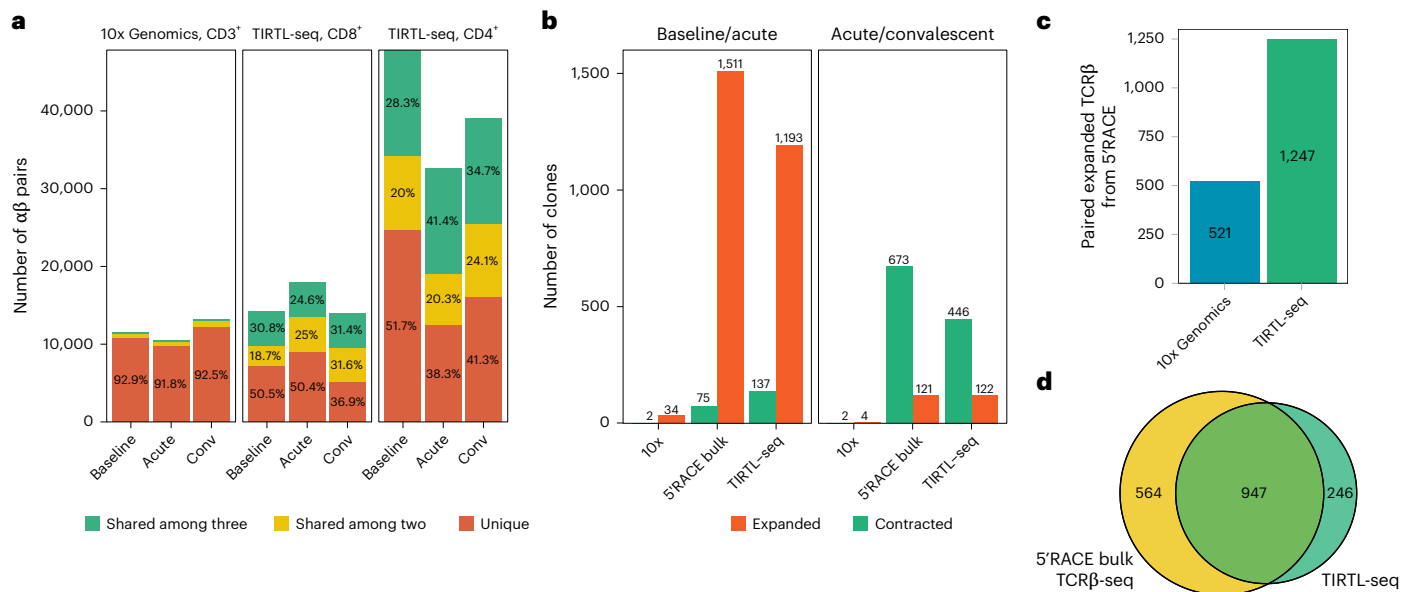 a
10x Genomics, CD3+
TIRTL-seq, CD8+
TIRTL-seq, CD4+
Number of αβ pairs
40,000
30,000
20,000
10,000
0
92.9%
91.8%
92.5%
30.8%
18.7%
50.5%
24.6%
25%
50.4%
31.4%
31.6%
36.9%
28.3%
20%
51.7%
41.4%
20.3%
38.3%
34.7%
24.1%
41.3%
Baseline
Acute
Conv
Baseline
Acute
Conv
Baseline
Acute
Conv
Shared among three
Shared among two
Unique
b
Baseline/acute
Acute/convalescent
Number of clones
1,500
1,000
500
0
2
34
75
1,511
137
1,193
2
4
673
121
446
122
10x
5′RACE bulk
TIRTL–seq
10x
5′RACE bulk
TIRTL–seq
Expanded
Contracted
c
Paired expanded TCRβ
from 5′RACE
1,250
1,000
750
500
250
0
521
1,247
10x Genomics
TIRTL-seq
d
564
947
246
5′RACE bulk
TCRβ-seq
TIRTL-seq